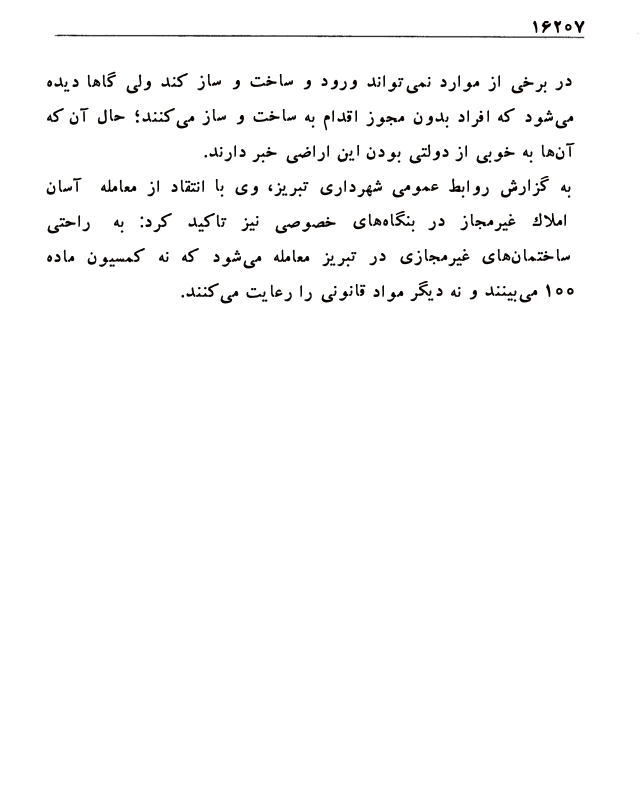 ۱۶۲۰۷
در برخی از موارد نمی‌تواند ورود و ساخت و ساز کند ولی گاها دیده
می‌شود که افراد بدون مجوز اقدام به ساخت و ساز می‌کنند؛ حال آن که
آن‌ها به خوبی از دولتی بودن این اراضی خبر دارند.
به گزارش روابط عمومی شهرداری تبریز، وی با انتقاد از معامله آسان
املاک غیرمجاز در بنگاه‌های خصوصی نیز تاکید کرد: به راحتی
ساختمان‌های غیرمجازی در تبریز معامله می‌شود که نه کمسیون ماده
۱۰۰ می‌بینند و نه دیگر مواد قانونی را رعایت می‌کنند.